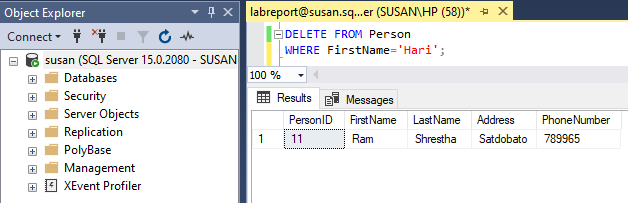 Object Explorer
Connect
susan (SQL Server 15.0.2080 - SUSAN
Databases
Security
Server Objects
Replication
PolyBase
Management
XEvent Profiler
labreport@susan.sq...er (SUSAN\HP (58))*
DELETE FROM Person
WHERE FirstName='Hari';
100 %
Results Messages
PersonID FirstName LastName Address PhoneNumber
1 11 Ram Shrestha Satdobato 789965